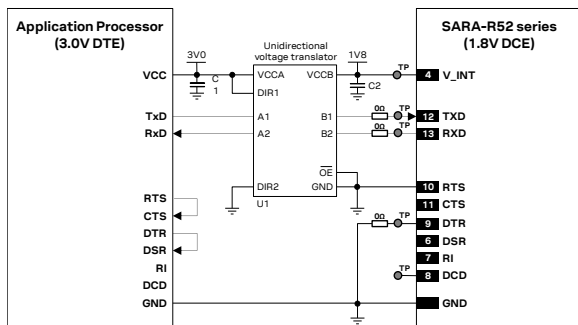 Application Processor
(3.0V DTE)
SARA-R52 series
(1.8V DCE)
Unidirectional
voltage translator
3V0
1V8
TP
VCC
VCCA
VCCB
4
V_INT
C
1
DIR1
C2
0Ω
TP
TxD
A1
B1
12
TXD
RxD
A2
B2
13
RXD
0Ω
TP
OE
RTS
DIR2
GND
10
RTS
U1
CTS
11
CTS
DTR
0Ω
TP
9
DTR
DSR
6
DSR
RI
7
RI
DCD
TP
8
DCD
GND
GND